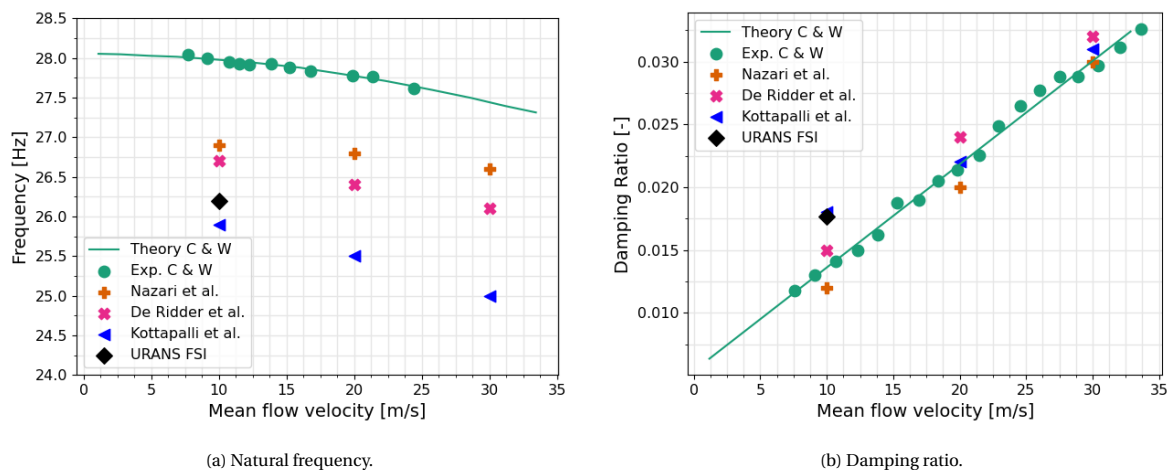 28.5
28.0
27.5
27.0
26.5
26.0
25.5
25.0
24.5
24.0
Frequency [Hz]
Theory C & W
Exp. C & W
Nazari et al.
De Ridder et al.
Kottapalli et al.
URANS FSI
0 5 10 15 20 25 30 35
Mean flow velocity [m/s]
(a) Natural frequency.
0.030
0.025
0.020
0.015
0.010
Damping Ratio [-]
Theory C & W
Exp. C & W
Nazari et al.
De Ridder et al.
Kottapalli et al.
URANS FSI
0 5 10 15 20 25 30 35
Mean flow velocity [m/s]
(b) Damping ratio.